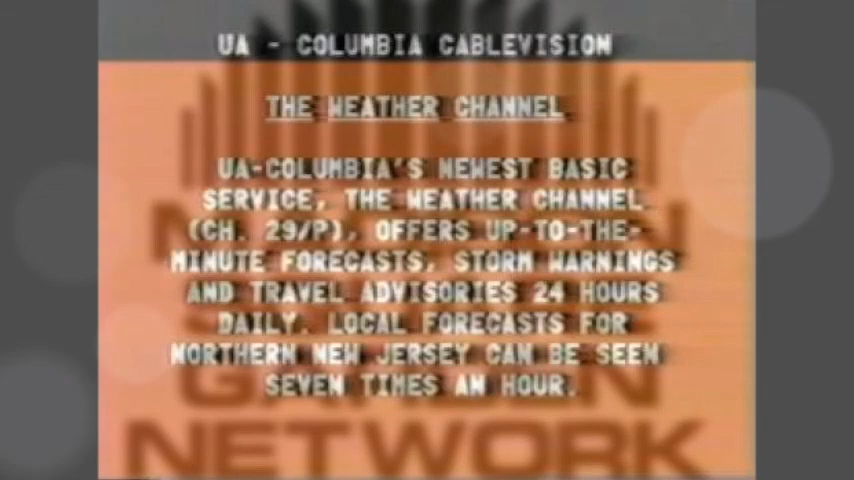 UA - COLUMBIA CABLEVISION
THE WEATHER CHANNEL
UA-COLUMBIA'S NEWEST BASIC
SERVICE, THE WEATHER CHANNEL
(CH. 29/P), OFFERS UP-TO-THE-
MINUTE FORECASTS, STORM WARNINGS
AND TRAVEL ADVISORIES 24 HOURS
DAILY. LOCAL FORECASTS FOR
NORTHERN NEW JERSEY CAN BE SEEN
SEVEN TIMES AN HOUR.
GARDEN
NETWORK